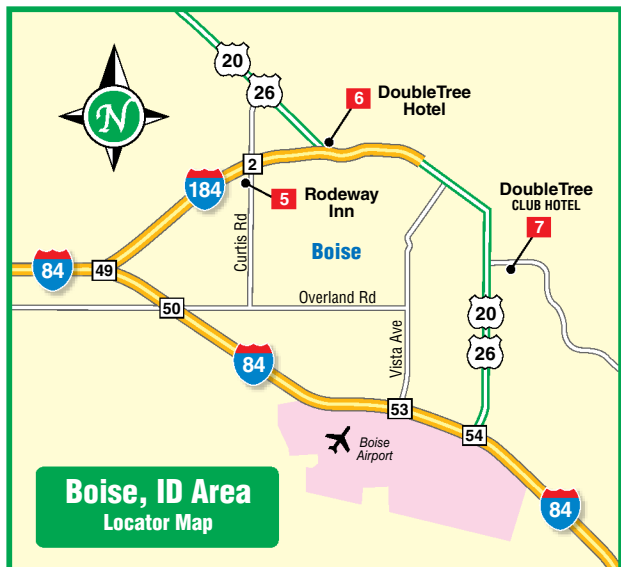 20
26
N
6
DoubleTree
Hotel
2
184
5
Rodeway
Inn
DoubleTree
CLUB HOTEL
7
Curtis Rd
Boise
84
49
Overland Rd
50
20
26
Vista Ave
84
53
54
Boise
Airport
84
Boise, ID Area
Locator Map